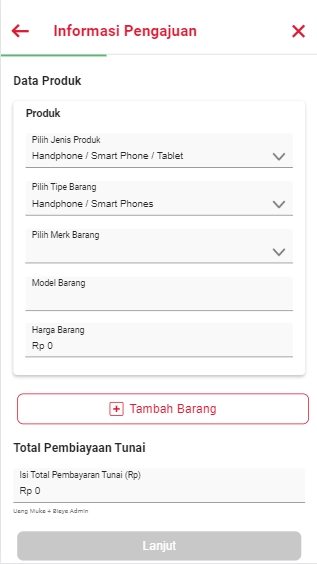 Informasi Pengajuan
Data Produk
Produk
Pilih Jenis Produk
Handphone / Smart Phone / Tablet
Pilih Tipe Barang
Handphone / Smart Phones
Pilih Merk Barang
Model Barang
Harga Barang
Rp 0
Tambah Barang
Total Pembiayaan Tunai
Isi Total Pembayaran Tunai (Rp)
Rp 0
Uang Muka + Biaya Admin
Lanjut